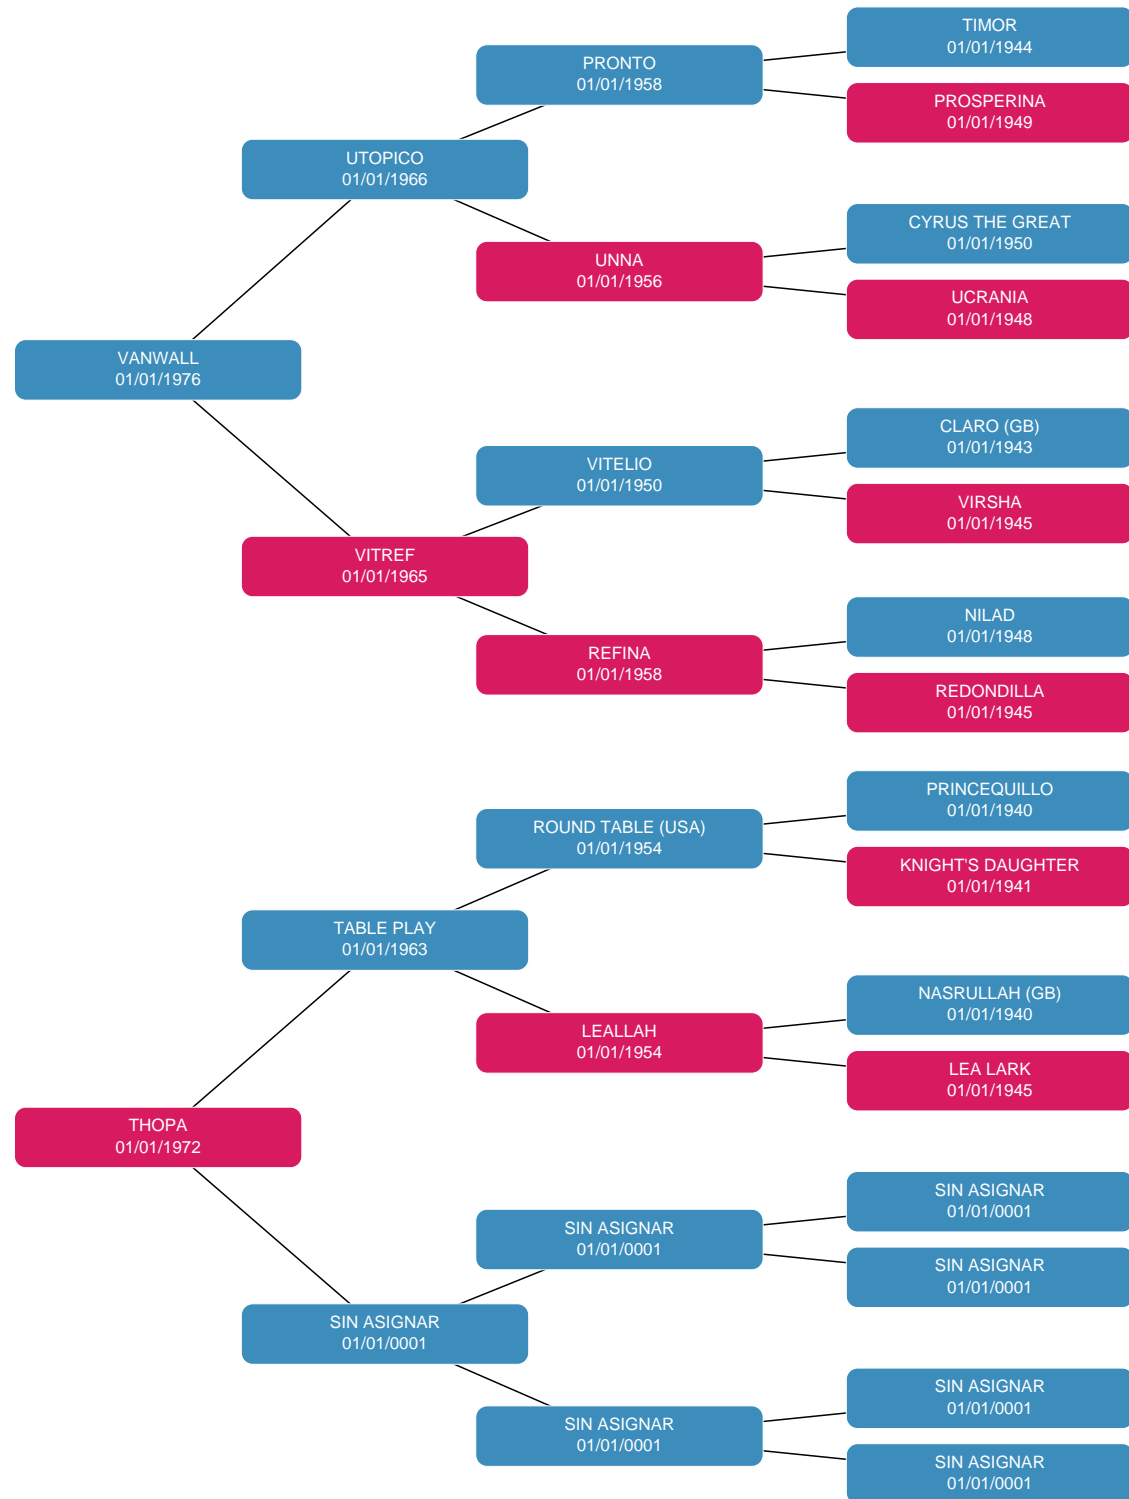 TIMOR
01/01/1944
PRONTO
01/01/1958
PROSPERINA
01/01/1949
UTOPICO
01/01/1966
CYRUS THE GREAT
01/01/1950
UNNA
01/01/1956
UCRANIA
01/01/1948
VANWALL
01/01/1976
CLARO (GB)
01/01/1943
VITELIO
01/01/1950
VIRSHA
01/01/1945
VITREF
01/01/1965
NILAD
01/01/1948
REFINA
01/01/1958
REDONDILLA
01/01/1945
PRINCEQUILLO
01/01/1940
ROUND TABLE (USA)
01/01/1954
KNIGHT'S DAUGHTER
01/01/1941
TABLE PLAY
01/01/1963
NASRULLAH (GB)
01/01/1940
LEALLAH
01/01/1954
LEA LARK
01/01/1945
THOPA
01/01/1972
SIN ASIGNAR
01/01/0001
SIN ASIGNAR
01/01/0001
SIN ASIGNAR
01/01/0001
SIN ASIGNAR
01/01/0001
SIN ASIGNAR
01/01/0001
SIN ASIGNAR
01/01/0001
SIN ASIGNAR
01/01/0001